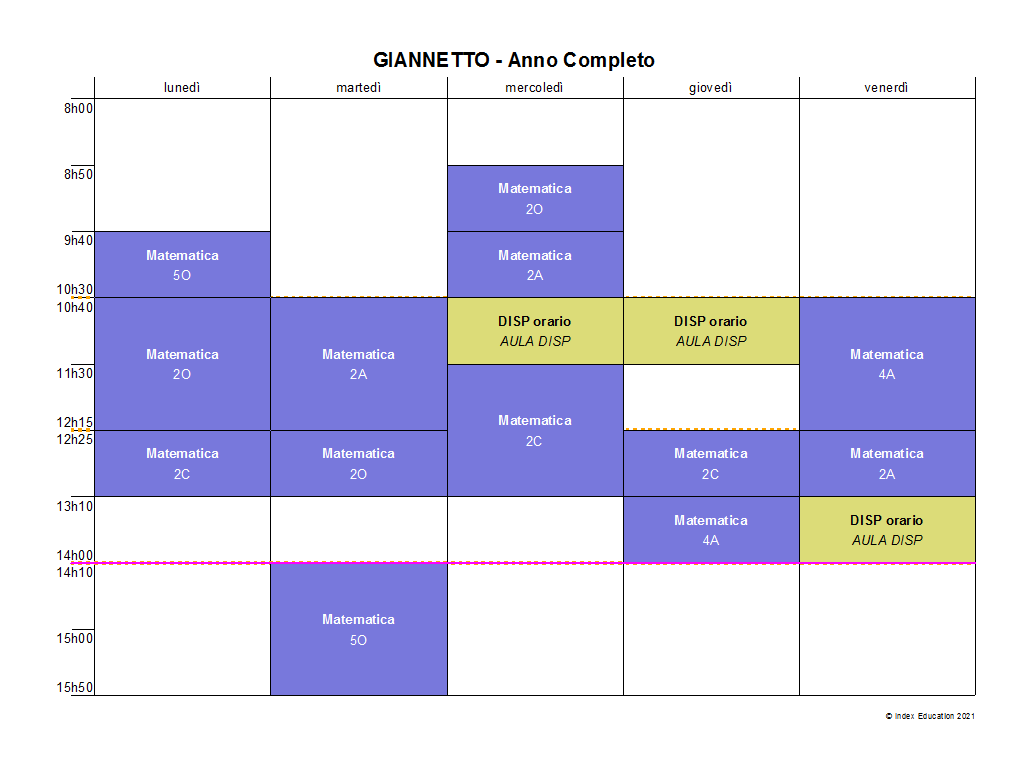 GIANNETTO - Anno Completo
lunedì martedì mercoledì giovedì venerdì
8h00
8h50
Matematica
2O
9h40
Matematica Matematica
5O 2A
10h30
10h40
DISP orario DISP orario
AULA DISP AULA DISP
Matematica Matematica Matematica
2O 2A 4A
11h30
12h15
Matematica
2C
12h25
Matematica Matematica Matematica Matematica
2C 2O 2C 2A
13h10
Matematica DISP orario
4A AULA DISP
14h00
14h10
Matematica
5O
15h00
15h50
© Index Education 2021